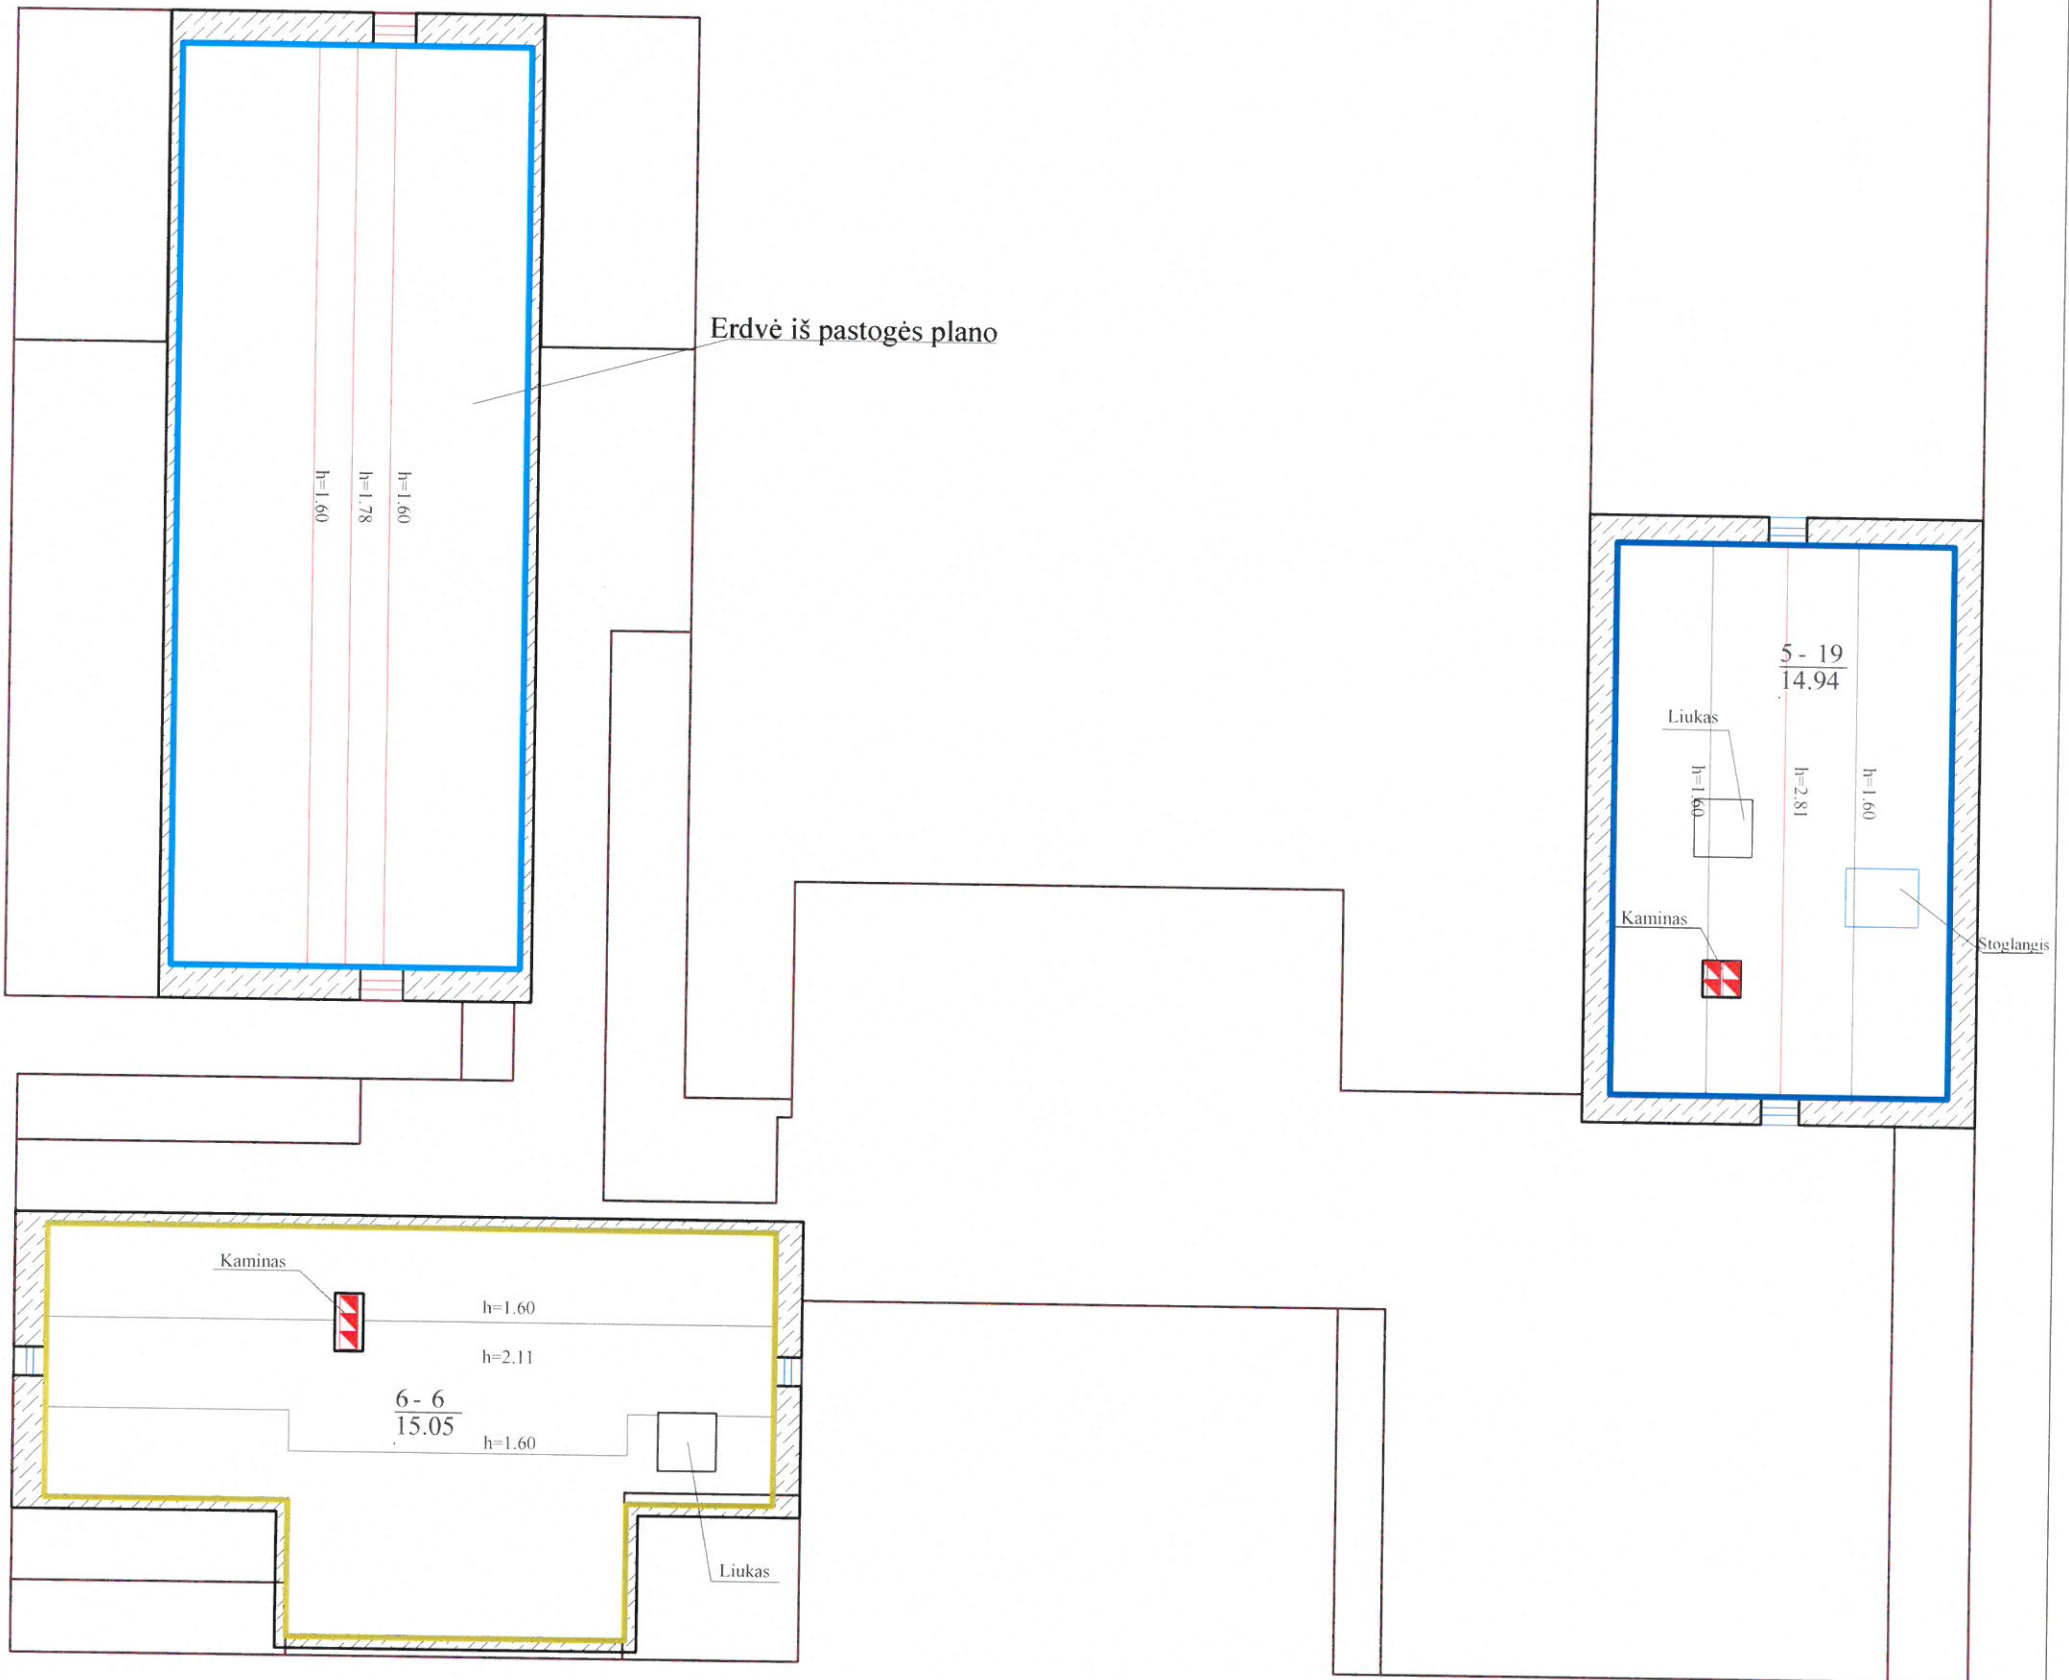 Erdvė iš pastogės plano
h=1.60
h=1.78
h=1.60
5 - 19
14.94
Liukas
h=1.60
h=2.81
h=1.60
Kaminas
Stoglangis
Kaminas
h=1.60
h=2.11
6 - 6
15.05
h=1.60
Liukas